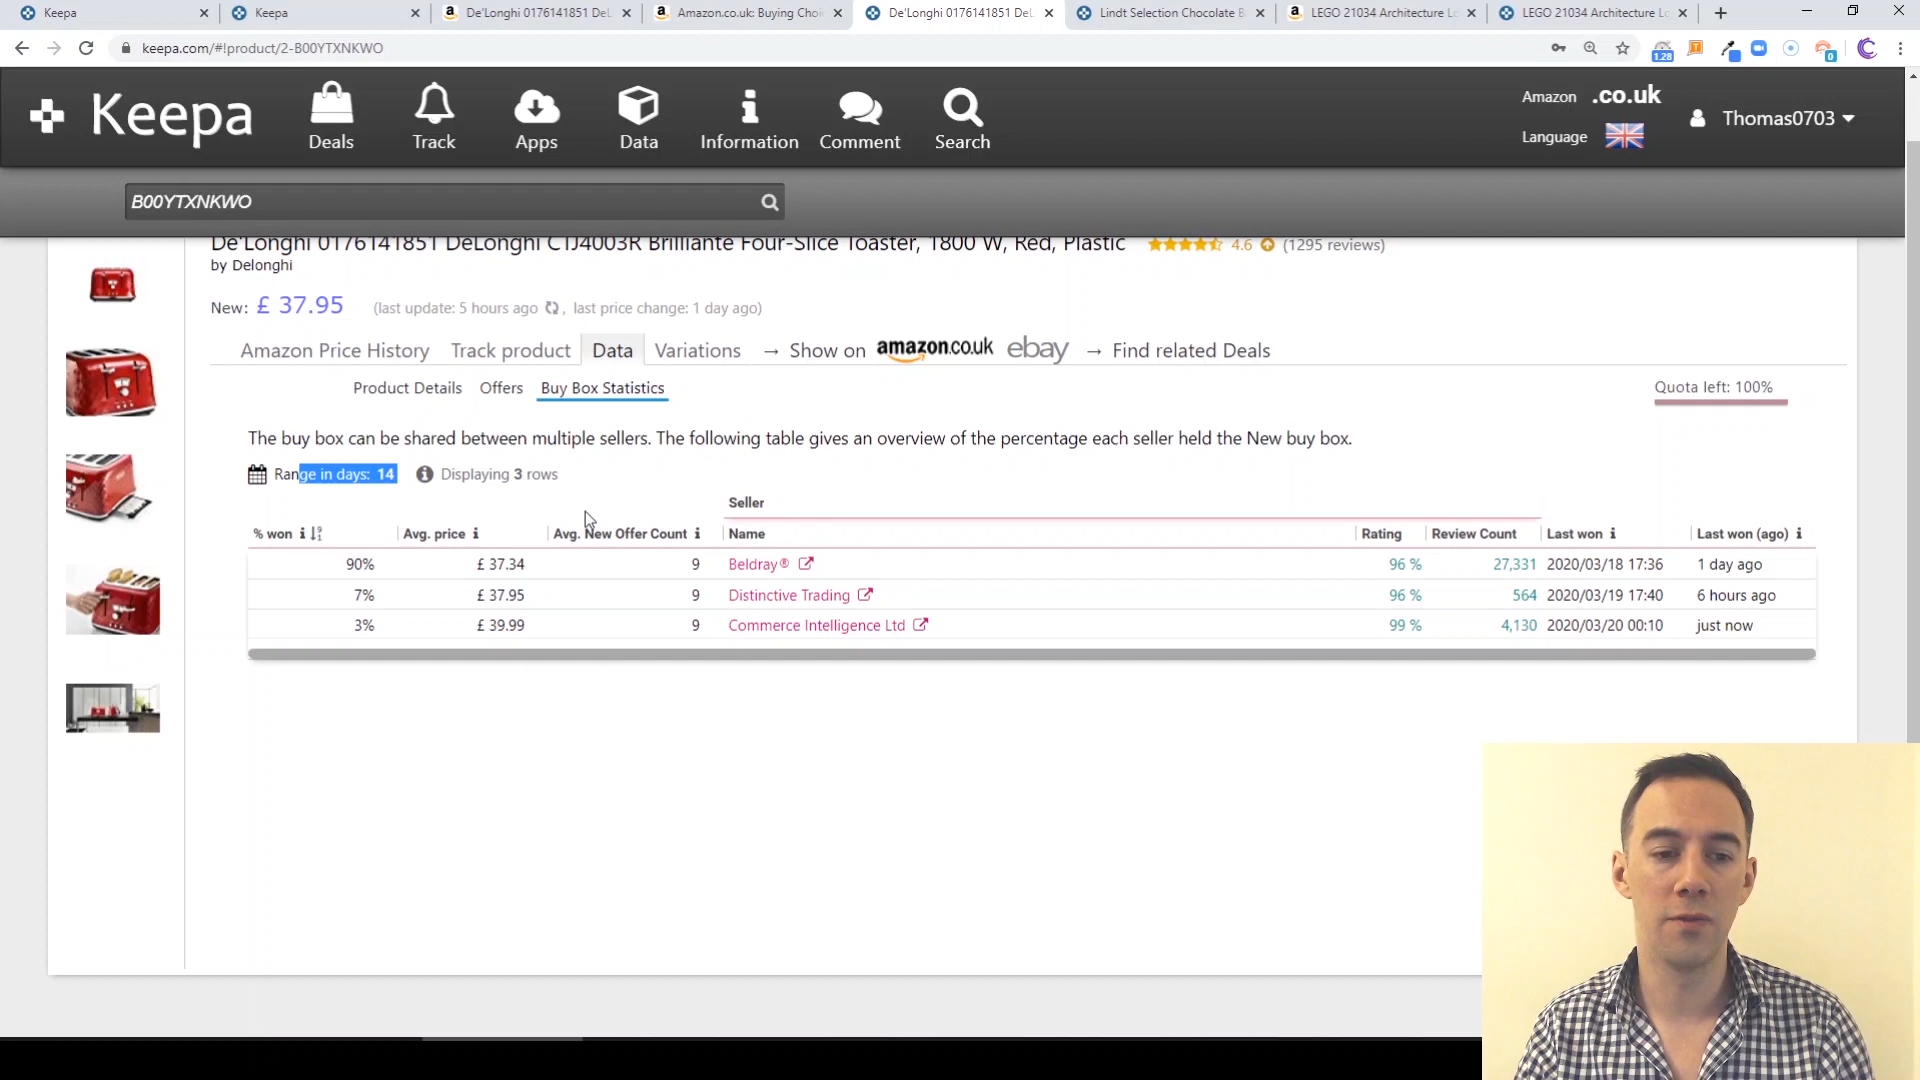 Keepa
Keepa
De'Longhi 0176141851 DeL
Amazon.co.uk: Buying Choi
De'Longhi 0176141851 DeL
Lindt Selection Chocolate B
LEGO 21034 Architecture Lo
LEGO 21034 Architecture Lo
keepa.com/#!product/2-B00YTXNKWO
128
0
Keepa
Deals
Track
Apps
Data
Information
Comment
Search
Amazon .co.uk
Language
Thomas0703
B00YTXNKWO
De'Longhi 0176141851 DeLonghi CTJ4003R Brilliante Four-Slice Toaster, 1800 W, Red, Plastic 4.6 (1295 reviews)
by Delonghi
New: £ 37.95 (last update: 5 hours ago , last price change: 1 day ago)
Amazon Price History Track product Data Variations → Show on amazon.co.uk ebay → Find related Deals
Product Details Offers Buy Box Statistics Quota left: 100%
The buy box can be shared between multiple sellers. The following table gives an overview of the percentage each seller held the New buy box.
Range in days: 14 Displaying 3 rows
Seller
% won Avg. price Avg. New Offer Count Name Rating Review Count Last won Last won (ago)
90% £ 37.34 9 Beldray® 96 % 27,331 2020/03/18 17:36 1 day ago
7% £ 37.95 9 Distinctive Trading 96 % 564 2020/03/19 17:40 6 hours ago
3% £ 39.99 9 Commerce Intelligence Ltd 99 % 4,130 2020/03/20 00:10 just now